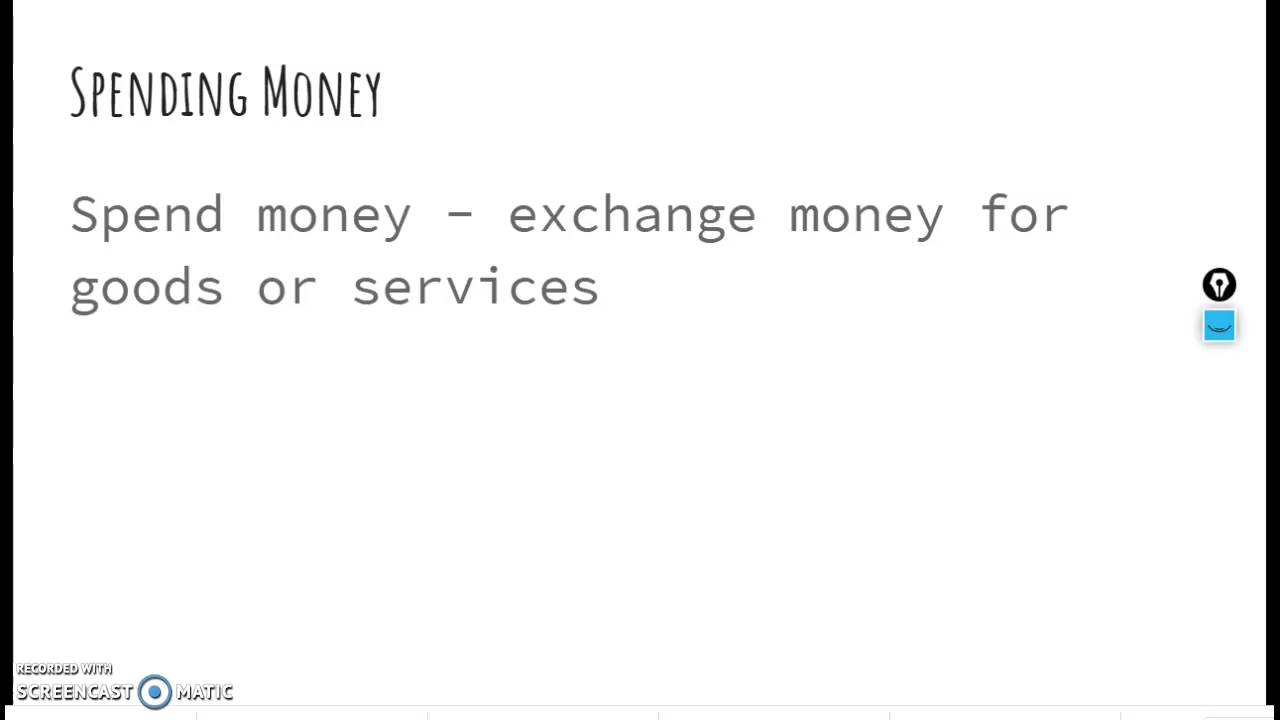 SPENDING MONEY
Spend money - exchange money for
goods or services
RECORDED WITH
SCREENCAST MATIC